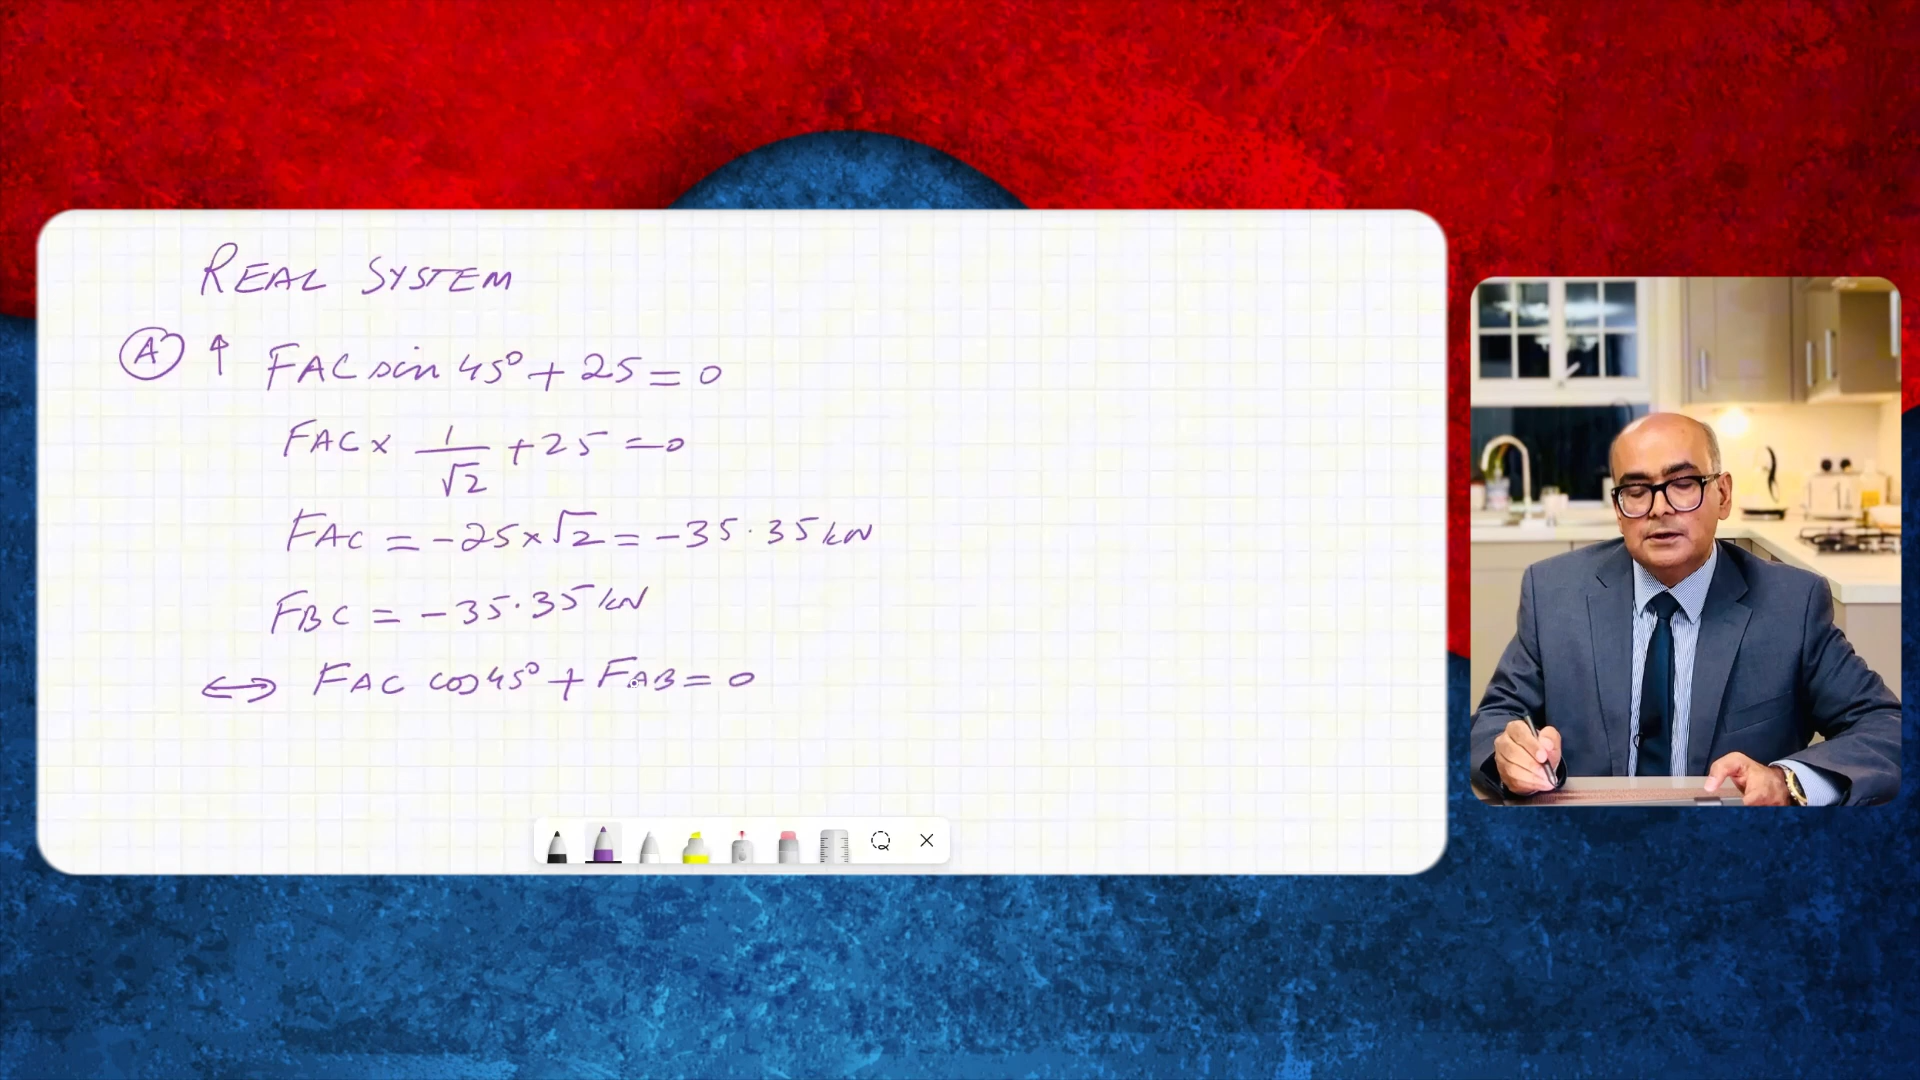 REAL SYSTEM
A ↑ FAC sin 45° + 25 = 0
FAC × 1/√2 + 25 = 0
FAC = -25 × √2 = -35.35 kN
FBC = -35.35 kN
↔ FAC cos 45° + FAB = 0